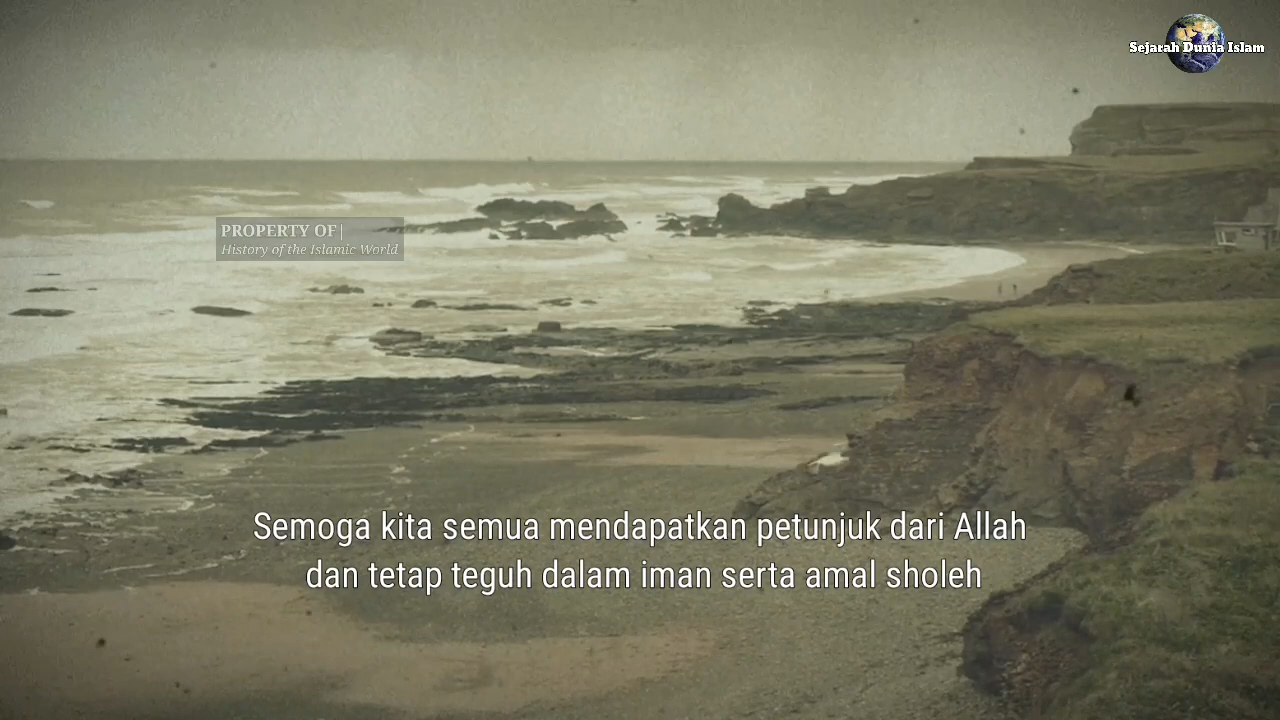 Sejarah Dunia Islam
PROPERTY OF
History of the Islamic World
Semoga kita semua mendapatkan petunjuk dari Allah
dan tetap teguh dalam iman serta amal sholeh